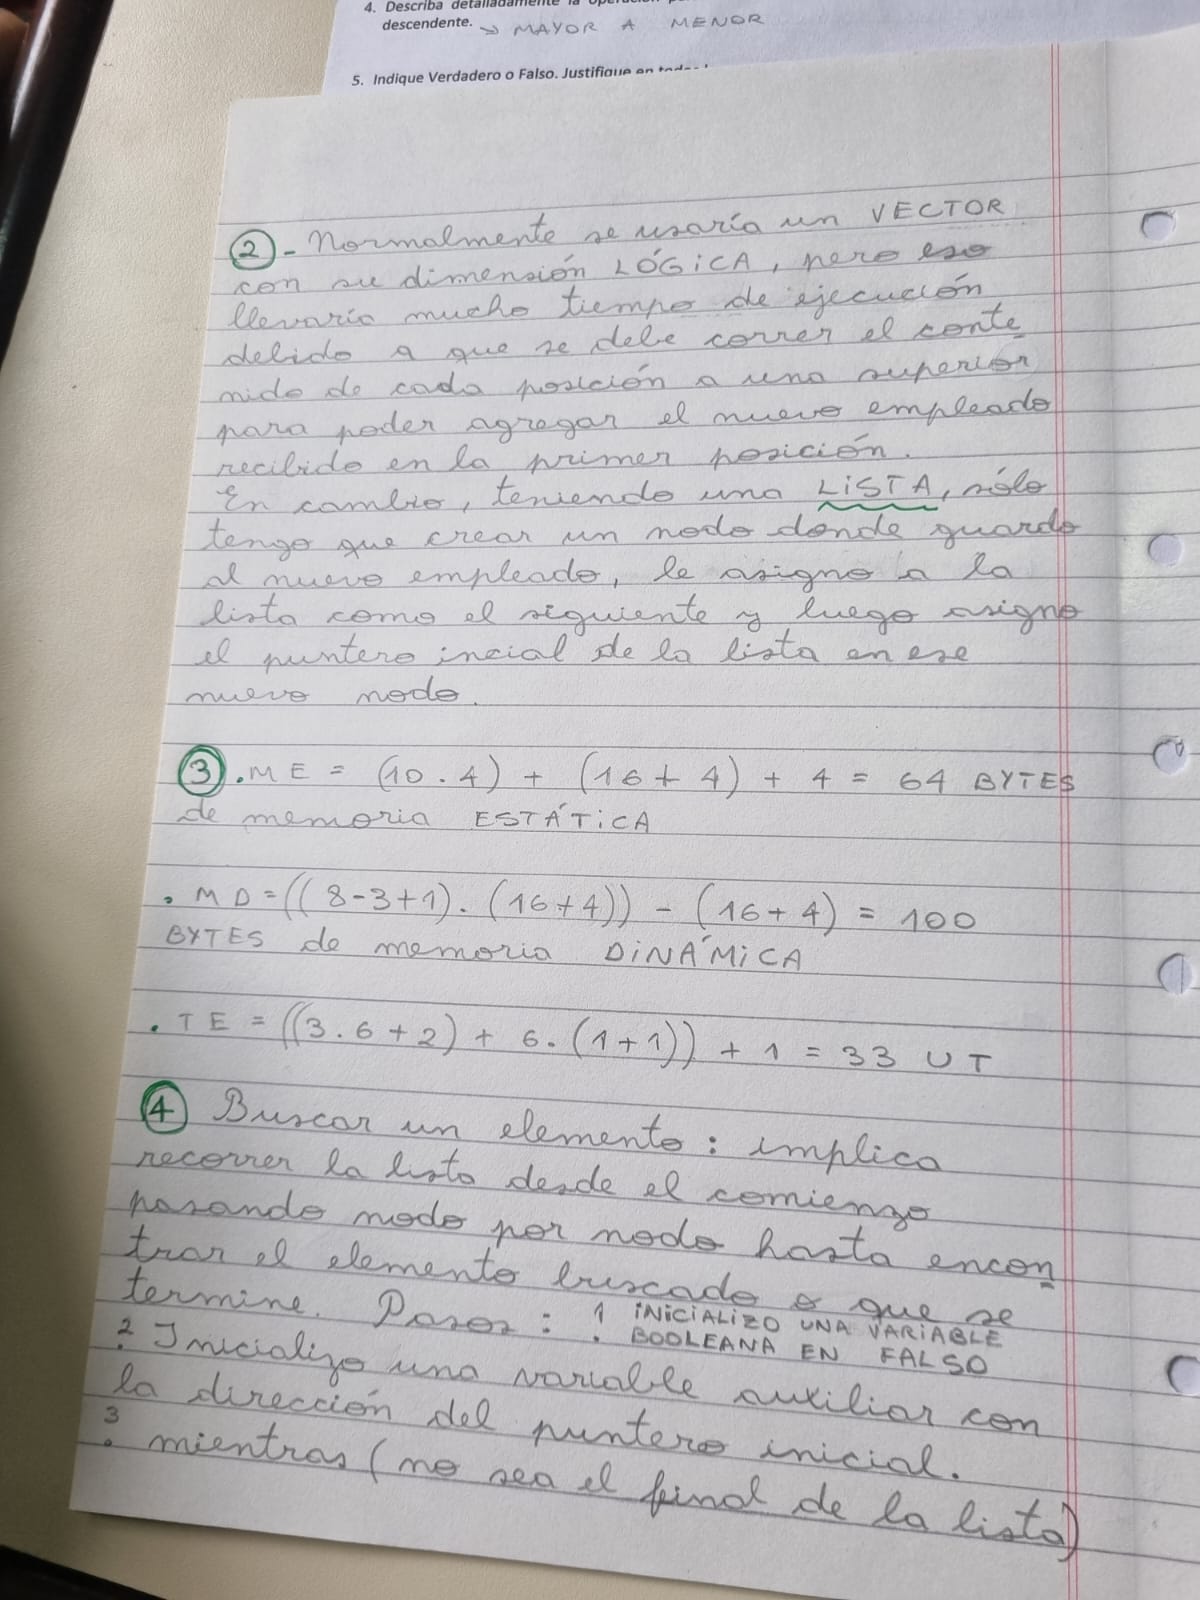 4. Describa detalladamente la operación
descendente. → MAYOR A MENOR
5. Indique Verdadero o Falso. Justifique en
2 - Normalmente se usaría un VECTOR
con su dimensión LÓGICA, pero eso
llevaría mucho tiempo de ejecución
debido a que se debe correr el conte
nido de cada posición a una superior
para poder agregar el nuevo empleado
recibido en la primer posición.
En cambio, teniendo una LISTA, sólo
tengo que crear un nodo donde guardo
al nuevo empleado, le asigno a la
lista como el siguiente y luego asigno
el puntero incial de la lista en ese
nuevo nodo.
3 . ME = (10 . 4) + (16 + 4) + 4 = 64 BYTES
de memoria ESTÁTICA
. MD = ((8-3+1) . (16+4)) - (16+4) = 100
BYTES de memoria DINÁMICA
. TE = ((3.6+2) + 6. (1+1)) + 1 = 33 UT
4 Buscar un elemento: implica
recorrer la lista desde el comienzo
pasando nodo por nodo hasta encon
trar el elemento buscado o que se
termine. Pasos: 1. INICIALIZO UNA VARIABLE
BOOLEANA EN FALSO
2. Inicializo una variable auxiliar con
la dirección del puntero inicial.
3. mientras (no sea el final de la lista)